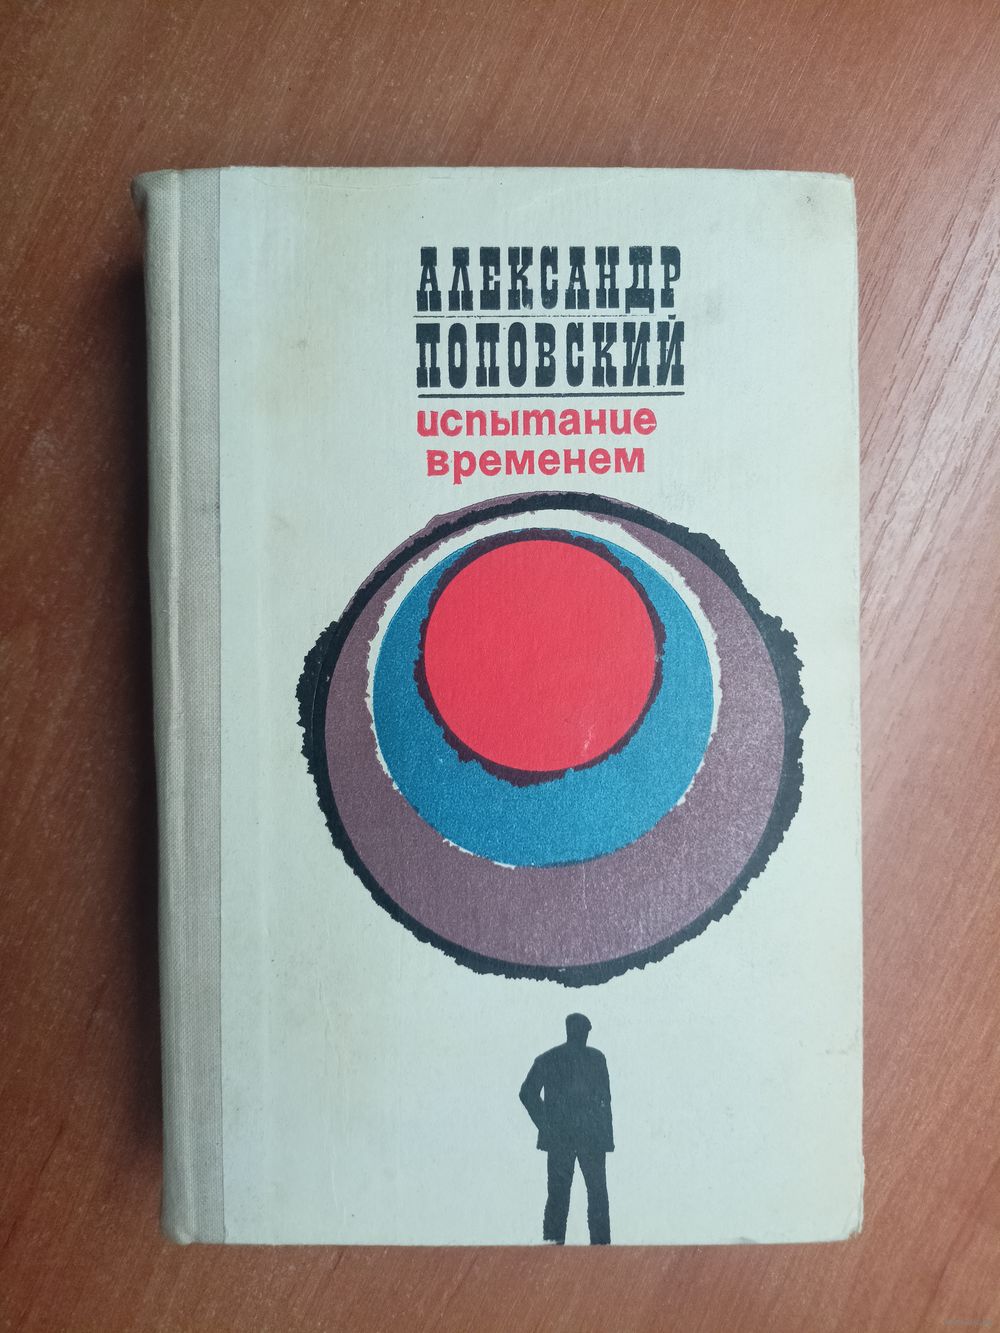 АЛЕКСАНДР
ПОПОВСКИЙ
испытание
временем